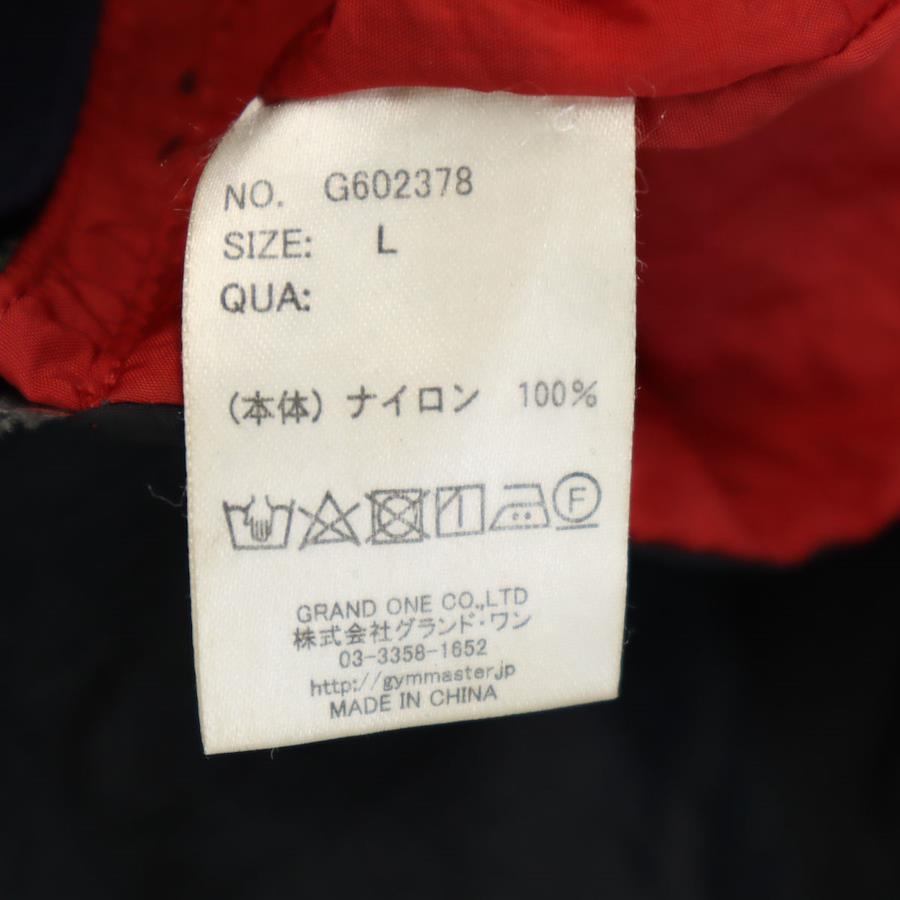 NO. G602378
SIZE: L
QUA:
(本体) ナイロン 100%
F
GRAND ONE CO.,LTD
株式会社グランド・ワン
03-3358-1652
http://gymmaster.jp
MADE IN CHINA